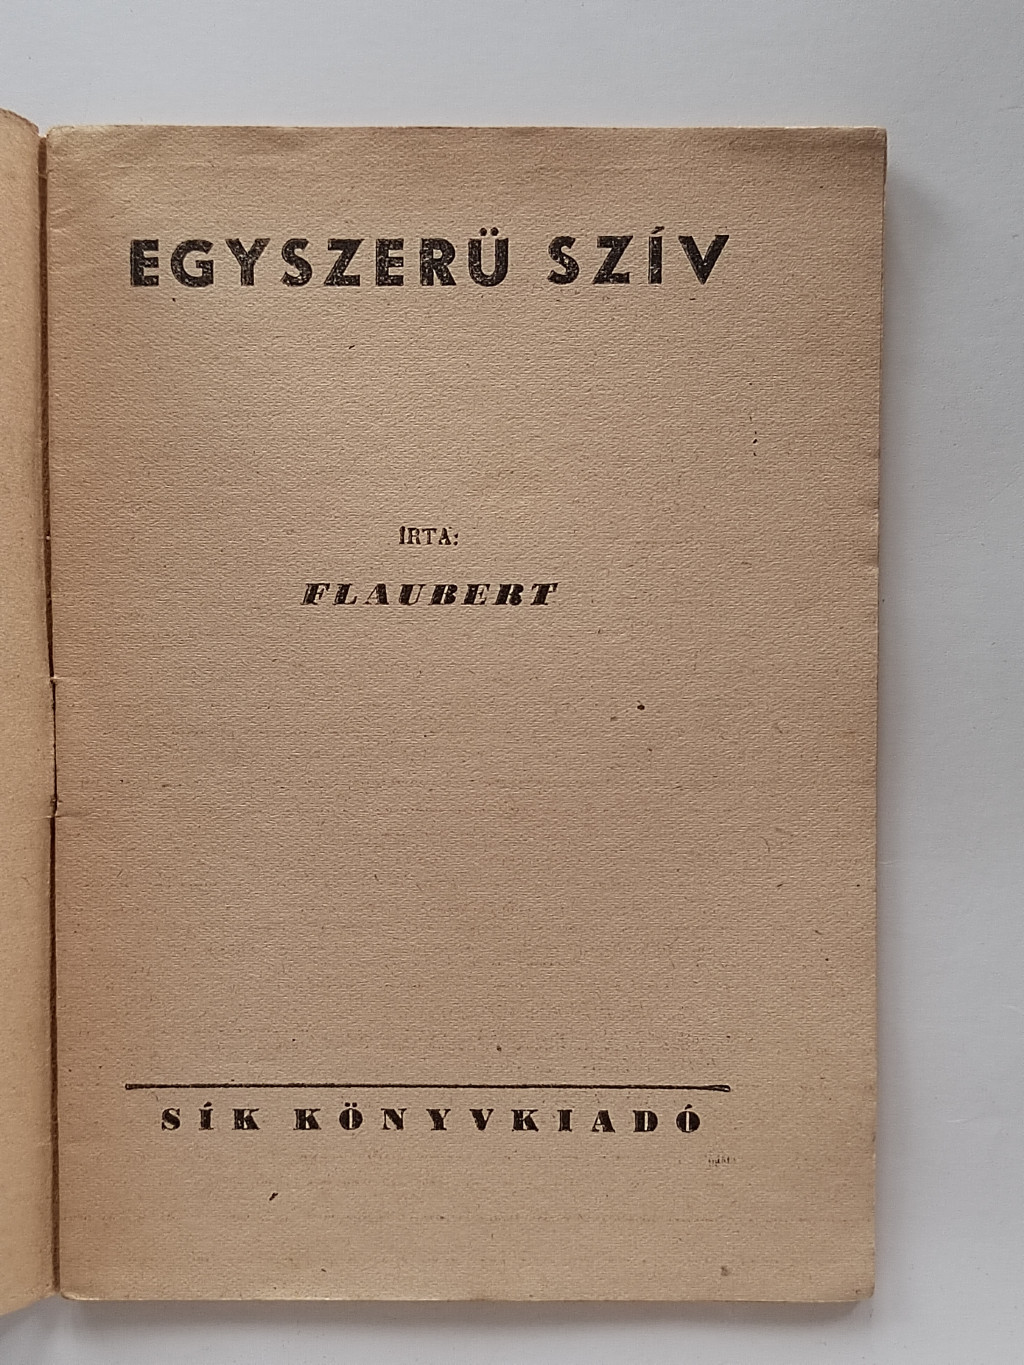 EGYSZERÜ SZÍV
ÍRTA:
FLAUBERT
SÍK KÖNYVKIADÓ